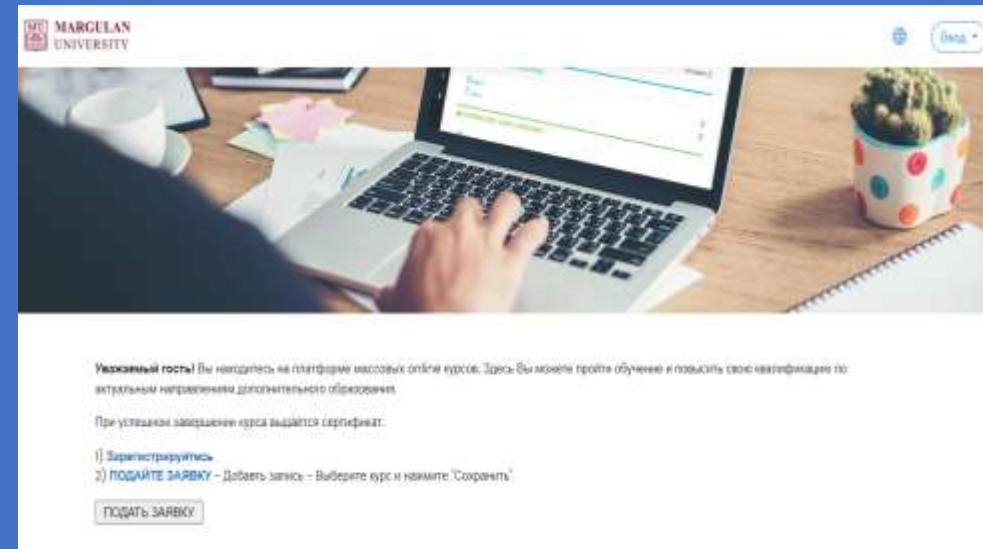 MARGULAN
UNIVERSITY
Вход
Уважаемый гость! Вы находитесь на платформе массовых online курсов. Здесь Вы можете пройти обучение и повысить свою квалификацию по
актуальным направлениям дополнительного образования.
При успешном завершении курса выдаётся сертификат.
1) Зарегистрируйтесь
2) ПОДАЙТЕ ЗАЯВКУ – Добавть запись – Выберите курс и нажмите "Сохранить"
ПОДАТЬ ЗАЯВКУ